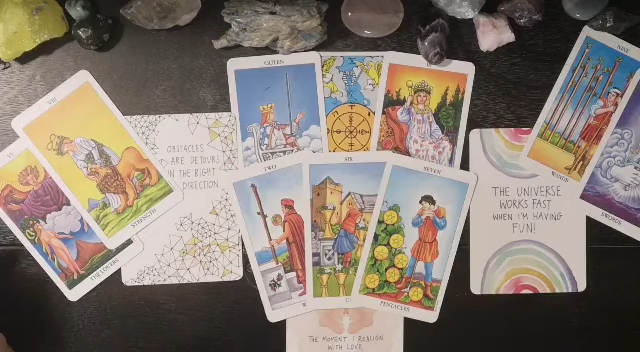 QUEEN
NINE
VIII
VI
OBSTACLES
ARE DETOURS
IN THE RIGHT
DIRECTION.
STRENGTH
THE LOVERS
TWO
SIX
SEVEN
PENTACLES
WANDS
SWORDS
THE UNIVERSE
WORKS FAST
WHEN I'M HAVING
FUN!
THE MOMENT I REALIGN
WITH LOVE